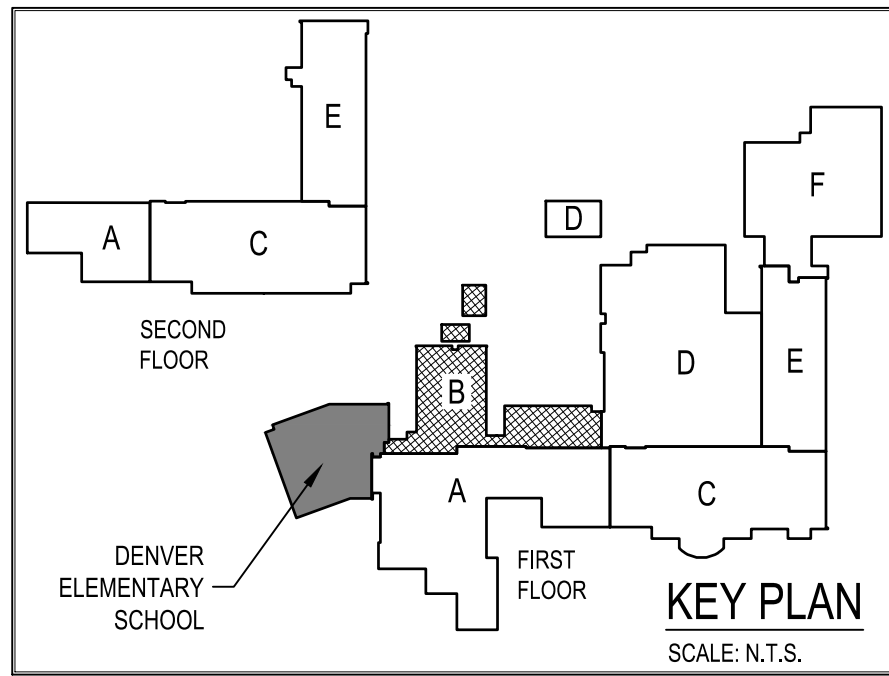 E
A
C
SECOND
FLOOR
F
D
B
D
E
A
C
DENVER
ELEMENTARY
SCHOOL
FIRST
FLOOR
KEY PLAN
SCALE: N.T.S.